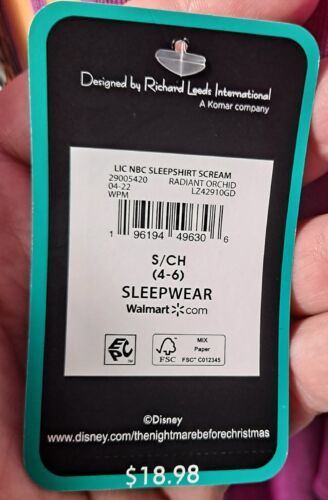 Designed by Richard Leeds International
A Komar company
LIC NBC SLEEPSHIRT SCREAM
29005420 RADIANT ORCHID
04-22 LZ42910GD
WPM
1 96194 49630 6
S/CH
(4-6)
SLEEPWEAR
Walmart.com
EPC
FSC
MIX
Paper
FSC™ C012345
©Disney
www.disney.com/thenightmarebeforechristmas
$18.98